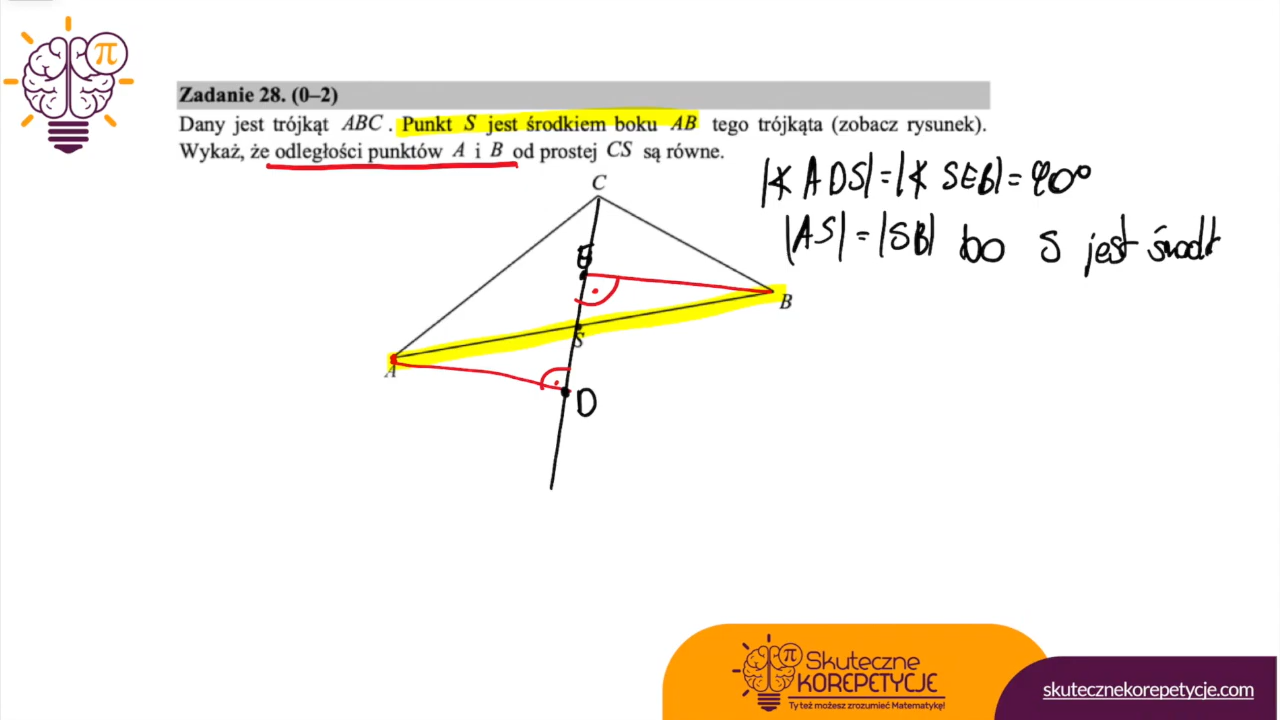 π
Zadanie 28. (0–2)
Dany jest trójkąt ABC. Punkt S jest środkiem boku AB tego trójkąta (zobacz rysunek).
Wykaż, że odległości punktów A i B od prostej CS są równe.
|∢ ADS| = |∢ SEB| = 90°
|AS| = |SB| bo S jest środk
C
E
B
S
A
D
π
Skuteczne
KOREPETYCJE
Ty też możesz zrozumieć Matematykę!
skutecznekorepetycje.com